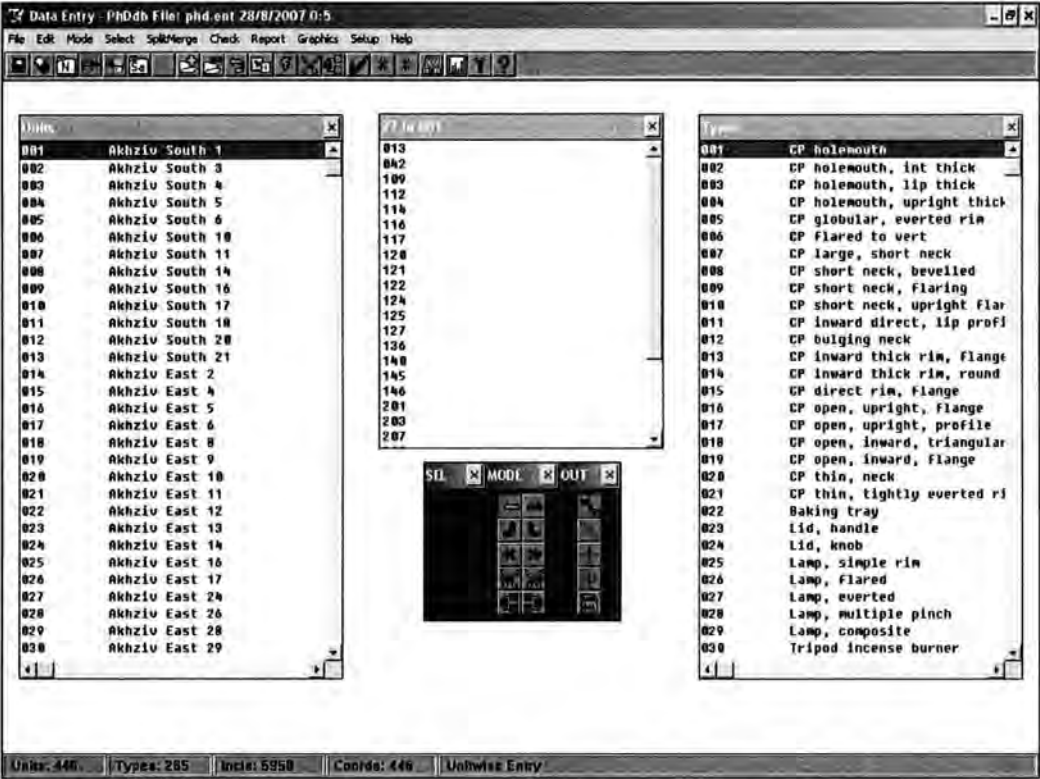 Data Entry - PhDdb File: phd.ent 28/8/2007 0:5
File Edit Mode Select Split/Merge Check Report Graphics Setup Help
Units
001 Akhziv South 1
002 Akhziv South 3
003 Akhziv South 4
004 Akhziv South 5
005 Akhziv South 6
006 Akhziv South 10
007 Akhziv South 11
008 Akhziv South 14
009 Akhziv South 16
010 Akhziv South 17
011 Akhziv South 18
012 Akhziv South 20
013 Akhziv South 21
014 Akhziv East 2
015 Akhziv East 4
016 Akhziv East 5
017 Akhziv East 6
018 Akhziv East 8
019 Akhziv East 9
020 Akhziv East 10
021 Akhziv East 11
022 Akhziv East 12
023 Akhziv East 13
024 Akhziv East 14
025 Akhziv East 16
026 Akhziv East 17
027 Akhziv East 24
028 Akhziv East 26
029 Akhziv East 28
030 Akhziv East 29
27 in 001
013
042
109
112
114
116
117
120
121
122
124
125
127
136
140
145
146
201
203
207
SEL MODE OUT
Types
001 CP holemouth
002 CP holemouth, int thick
003 CP holemouth, lip thick
004 CP holemouth, upright thick
005 CP globular, everted rim
006 CP flared to vert
007 CP large, short neck
008 CP short neck, bevelled
009 CP short neck, flaring
010 CP short neck, upright flar
011 CP inward direct, lip profi
012 CP bulging neck
013 CP inward thick rim, flange
014 CP inward thick rim, round
015 CP direct rim, flange
016 CP open, upright, flange
017 CP open, upright, profile
018 CP open, inward, triangular
019 CP open, inward, flange
020 CP thin, neck
021 CP thin, tightly everted ri
022 Baking tray
023 Lid, handle
024 Lid, knob
025 Lamp, simple rim
026 Lamp, flared
027 Lamp, everted
028 Lamp, multiple pinch
029 Lamp, composite
030 Tripod incense burner
Units: 446 Types: 265 Incid: 5950 Coords: 446 Unitwise Entry